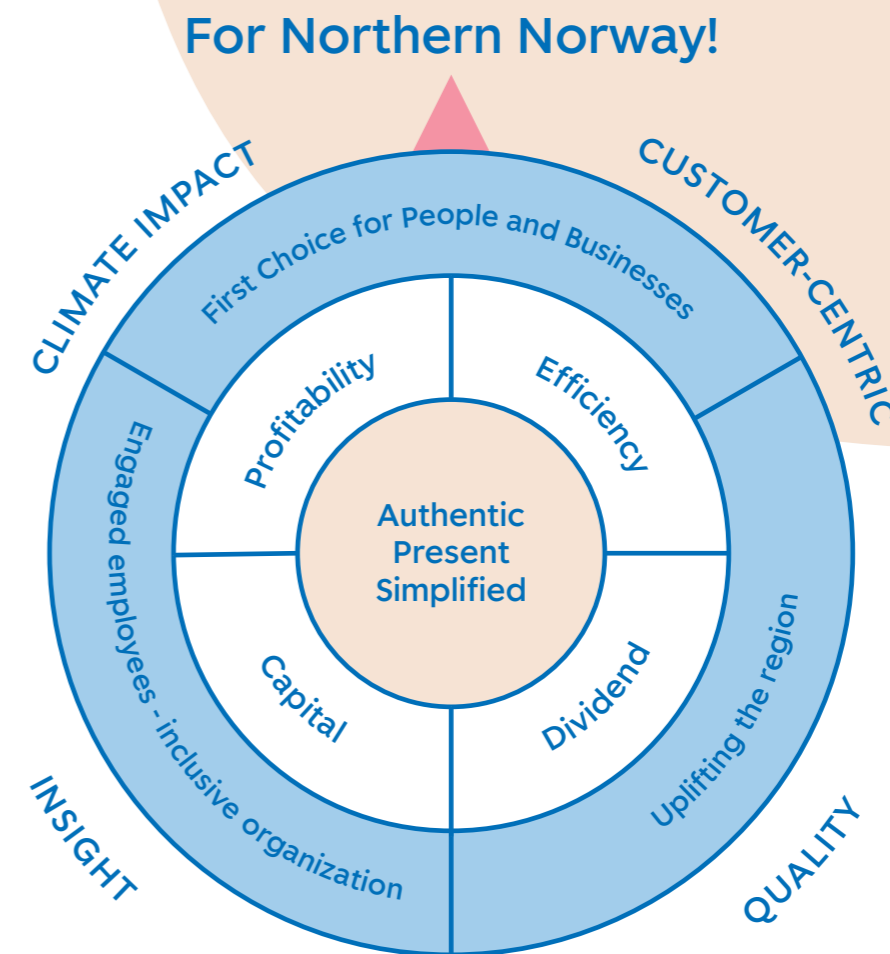 For Northern Norway!
CLIMATE IMPACT
CUSTOMER-CENTRIC
First Choice for People and Businesses
Profitability
Efficiency
Authentic
Present
Simplified
Engaged employees - inclusive organization
Capital
Dividend
Uplifting the region
INSIGHT
QUALITY